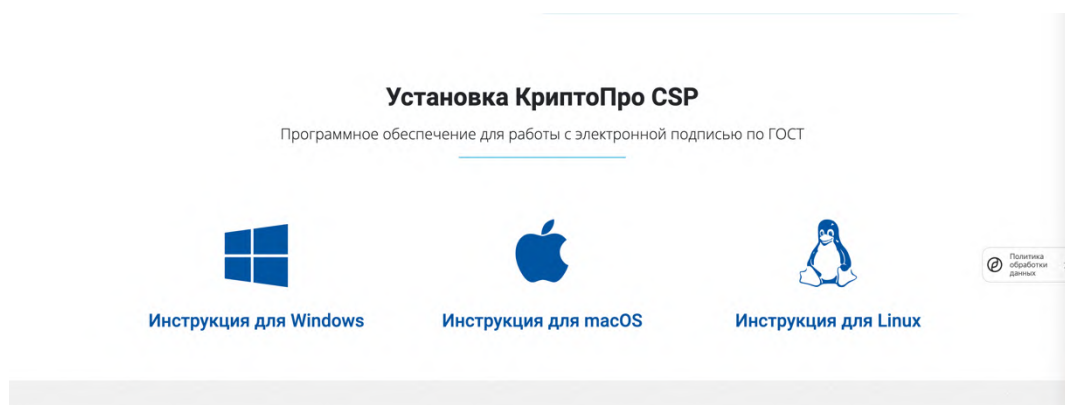 Установка КриптоПро CSP
Программное обеспечение для работы с электронной подписью по ГОСТ
Политика
обработки
данных
Инструкция для Windows
Инструкция для macOS
Инструкция для Linux